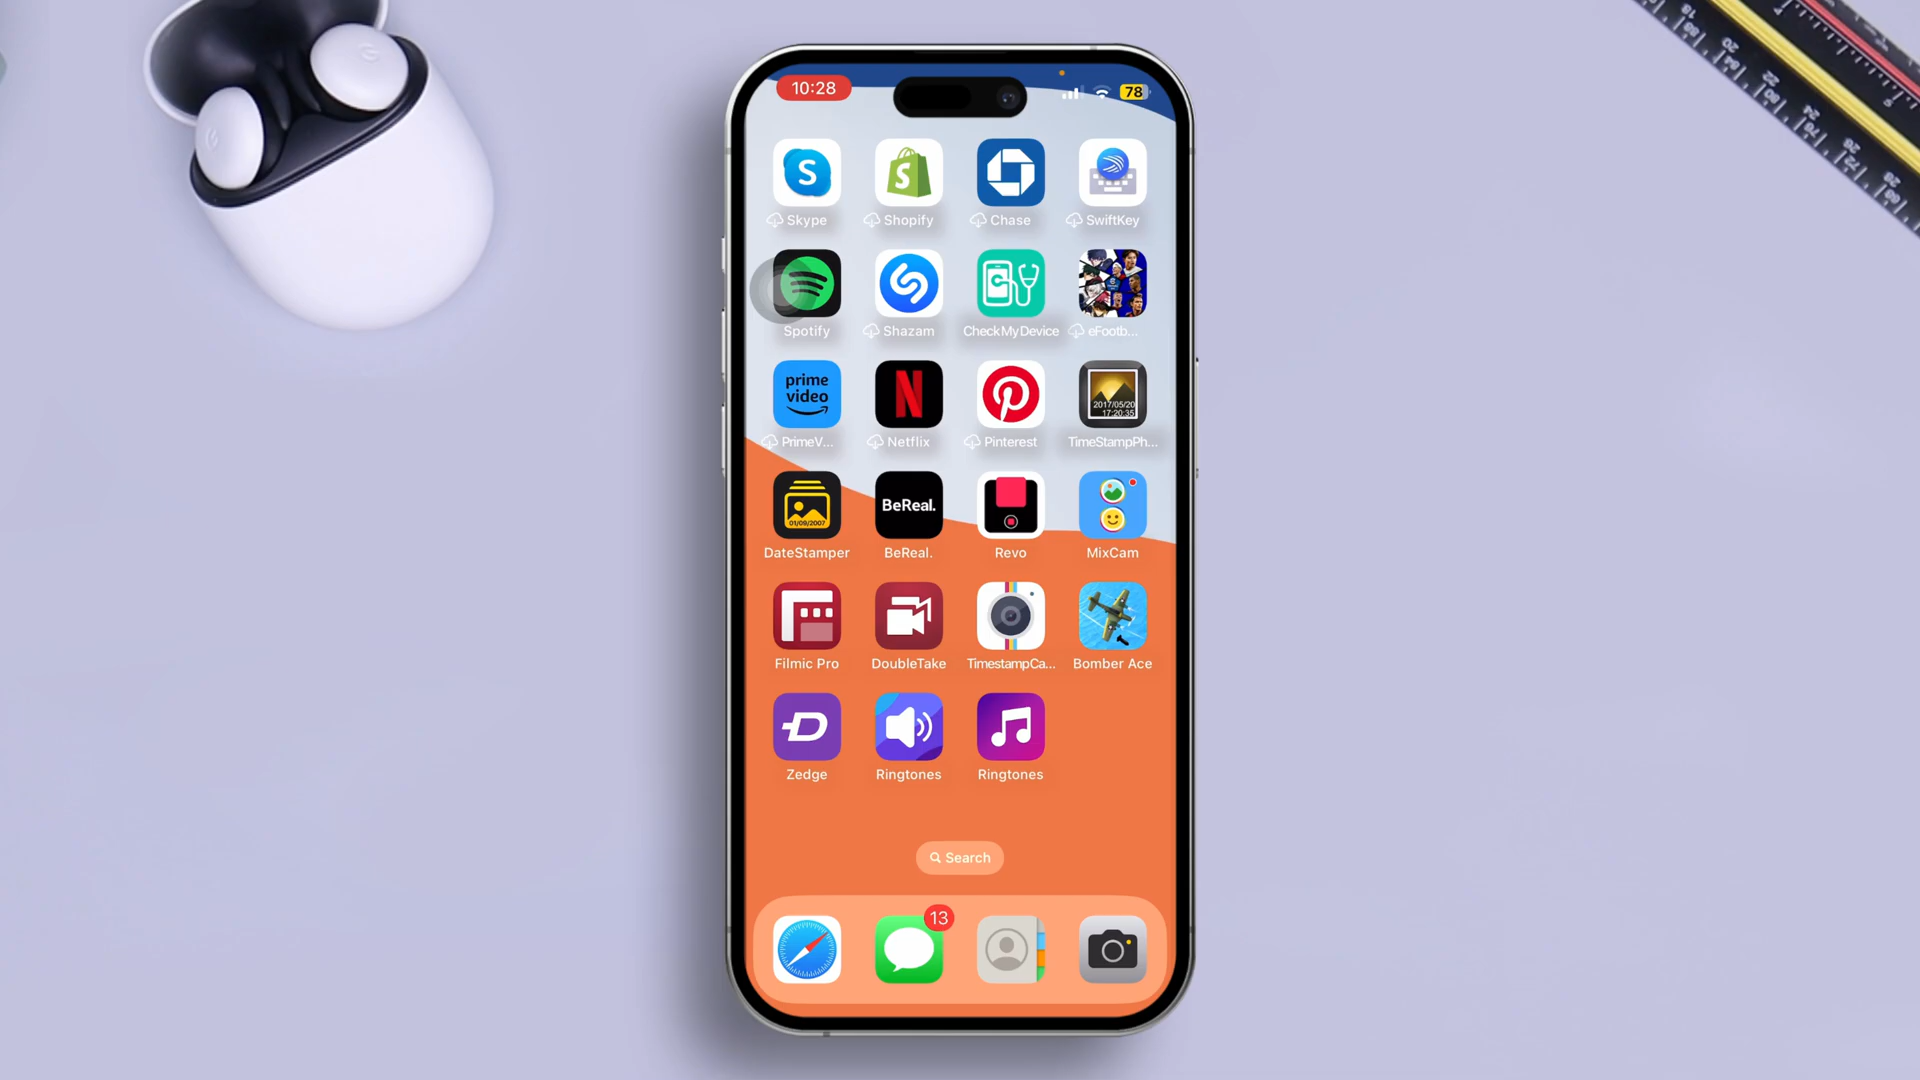 10:28
78
S
S
Skype
Shopify
Chase
SwiftKey
Spotify
Shazam
CheckMyDevice
eFootb...
prime
video
N
2017/05/20
17:20:35
PrimeV...
Netflix
Pinterest
TimeStampPh...
01/09/2007
BeReal.
DateStamper
BeReal.
Revo
MixCam
Filmic Pro
DoubleTake
TimestampCa...
Bomber Ace
Zedge
Ringtones
Ringtones
Search
13